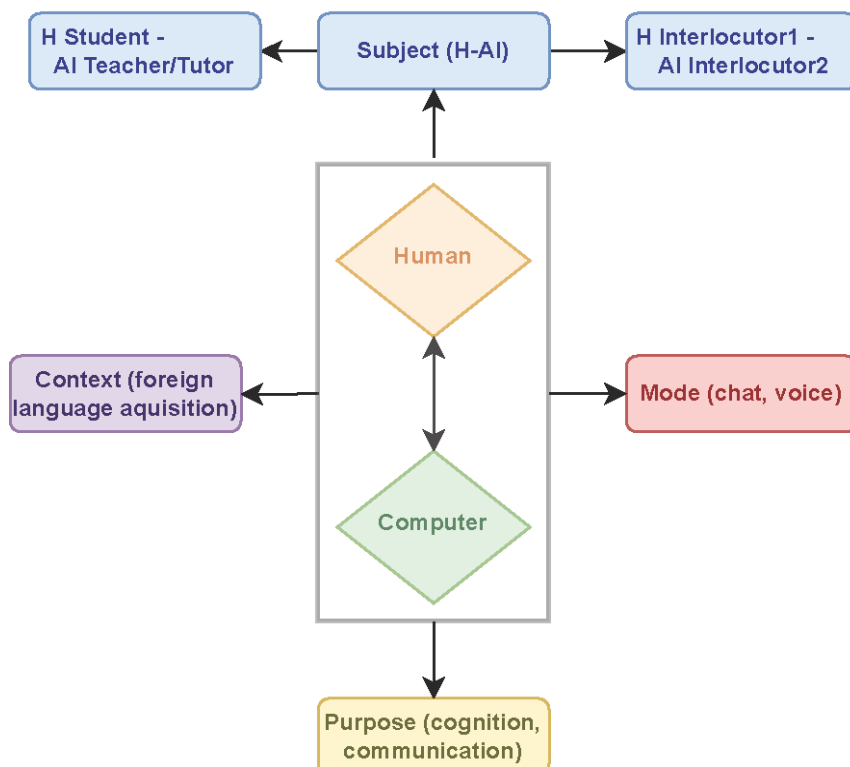 H Student -
AI Teacher/Tutor
Subject (H-AI)
H Interlocutor1 -
AI Interlocutor2
Human
Context (foreign
language aquisition)
Mode (chat, voice)
Computer
Purpose (cognition,
communication)